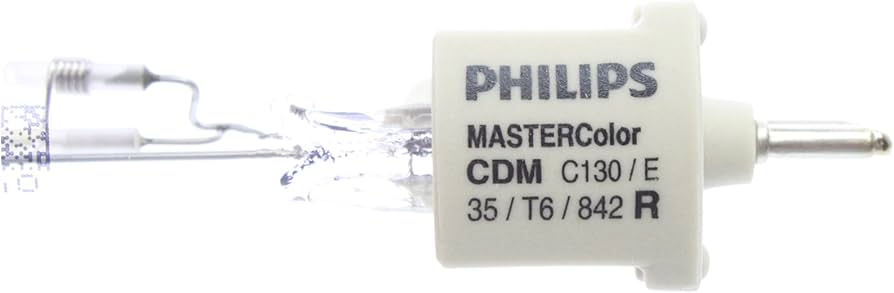 PHILIPS
MASTERColor
CDM C130 / E
35 / T6 / 842 R